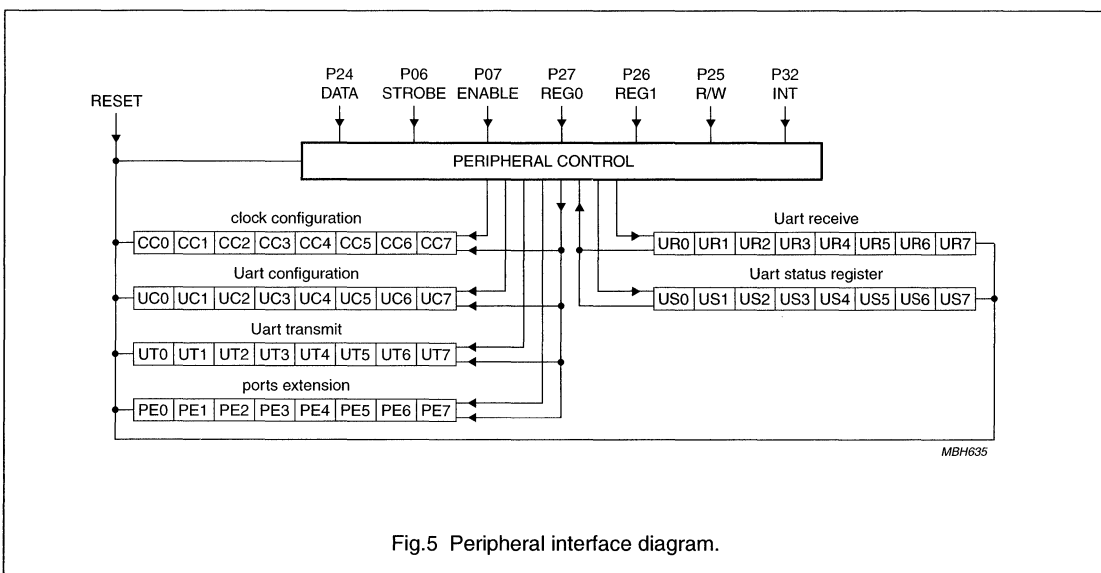 P24 P06 P07 P27 P26 P25 P32
DATA STROBE ENABLE REG0 REG1 R/W INT
RESET
PERIPHERAL CONTROL
clock configuration
CC0 CC1 CC2 CC3 CC4 CC5 CC6 CC7
Uart configuration
UC0 UC1 UC2 UC3 UC4 UC5 UC6 UC7
Uart transmit
UT0 UT1 UT2 UT3 UT4 UT5 UT6 UT7
ports extension
PE0 PE1 PE2 PE3 PE4 PE5 PE6 PE7
Uart receive
UR0 UR1 UR2 UR3 UR4 UR5 UR6 UR7
Uart status register
US0 US1 US2 US3 US4 US5 US6 US7
MBH635
Fig.5 Peripheral interface diagram.